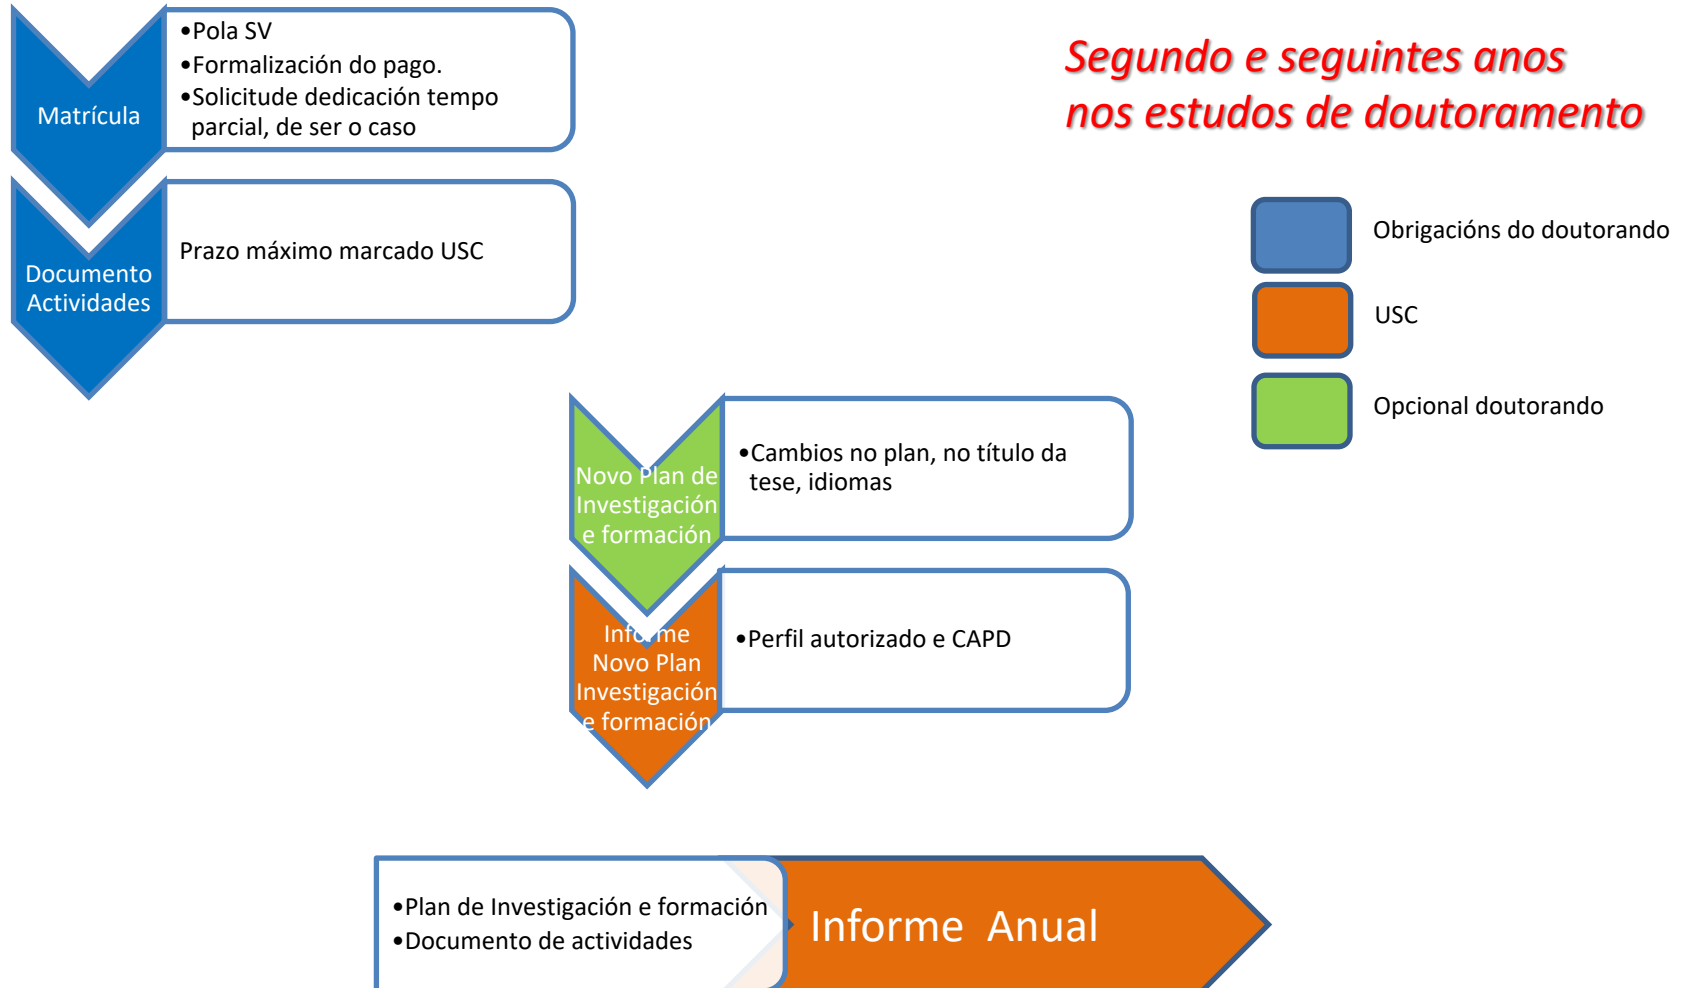 Segundo e seguintes anos
nos estudos de doutoramento
Matrícula
•Pola SV
•Formalización do pago.
•Solicitude dedicación tempo
parcial, de ser o caso
Documento
Actividades
Prazo máximo marcado USC
Obrigacións do doutorando
USC
Opcional doutorando
Novo Plan de
Investigación
e formación
•Cambios no plan, no título da
tese, idiomas
Informe
Novo Plan
Investigación
e formación
•Perfil autorizado e CAPD
•Plan de Investigación e formación
•Documento de actividades
Informe Anual